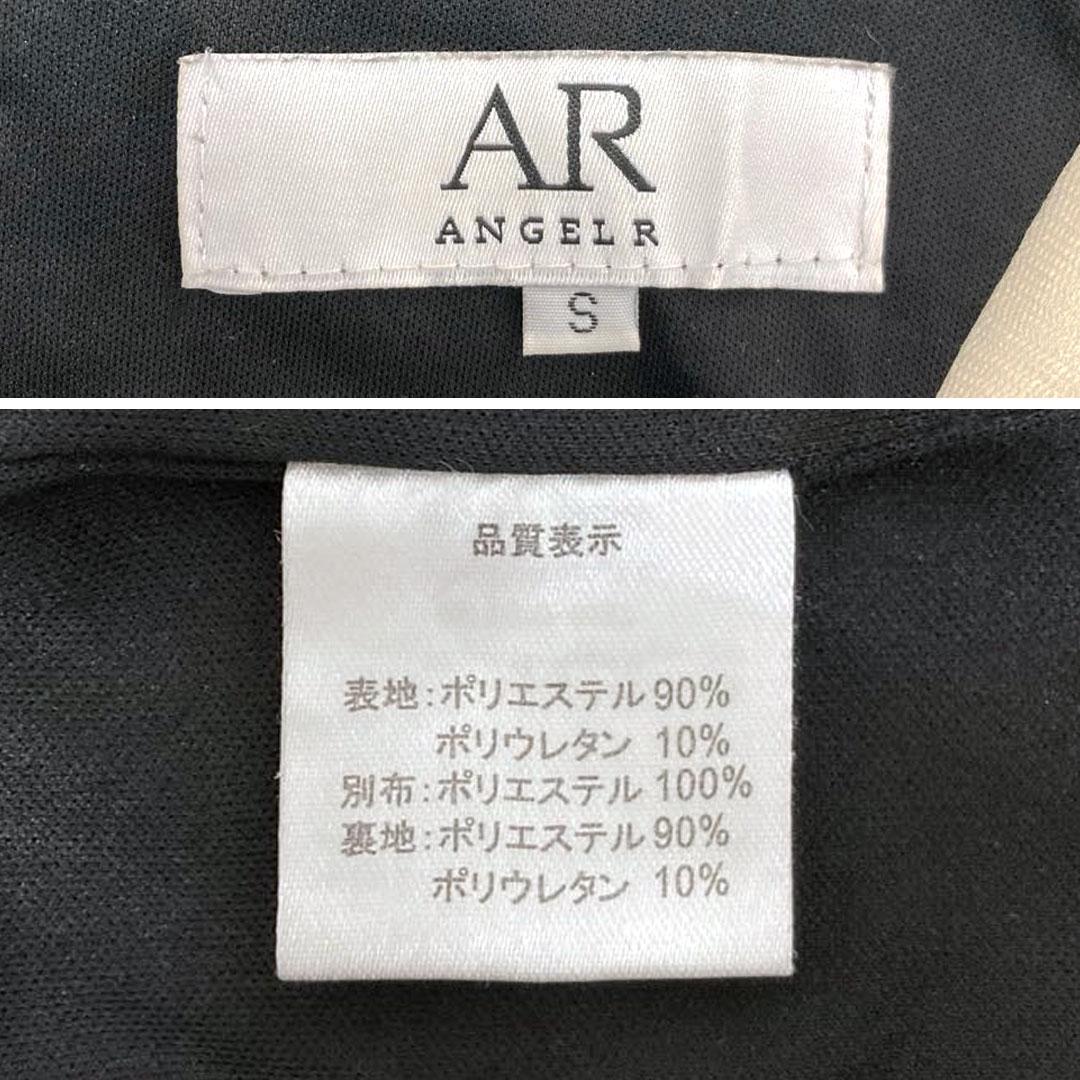 AR
ANGEL R
S
品質表示
表地:ポリエステル 90%
ポリウレタン 10%
別布:ポリエステル 100%
裏地:ポリエステル 90%
ポリウレタン 10%